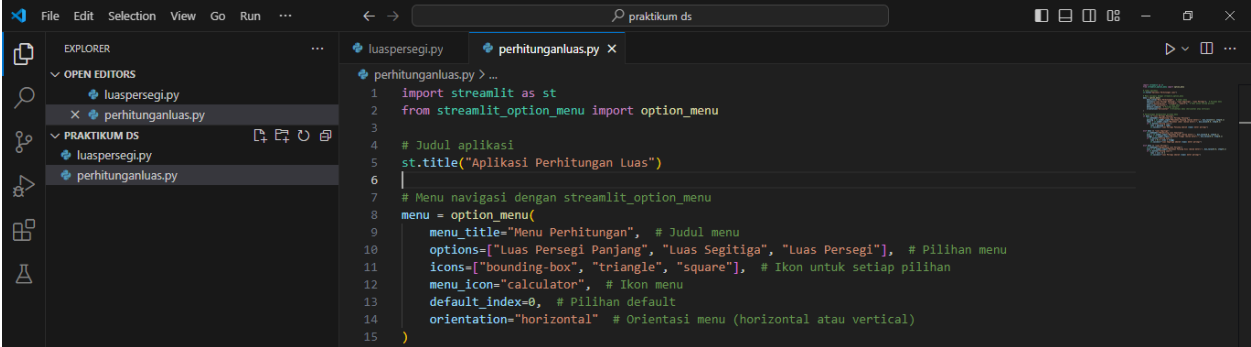 File Edit Selection View Go Run ···
praktikum ds
EXPLORER ···
OPEN EDITORS
luaspersegi.py
perhitunganluas.py
PRAKTIKUM DS
luaspersegi.py
perhitunganluas.py
luaspersegi.py perhitunganluas.py
perhitunganluas.py > ...
1 import streamlit as st
2 from streamlit_option_menu import option_menu
3
4 # Judul aplikasi
5 st.title("Aplikasi Perhitungan Luas")
6
7 # Menu navigasi dengan streamlit_option_menu
8 menu = option_menu(
9 menu_title="Menu Perhitungan", # Judul menu
10 options=["Luas Persegi Panjang", "Luas Segitiga", "Luas Persegi"], # Pilihan menu
11 icons=["bounding-box", "triangle", "square"], # Ikon untuk setiap pilihan
12 menu_icon="calculator", # Ikon menu
13 default_index=0, # Pilihan default
14 orientation="horizontal" # Orientasi menu (horizontal atau vertical)
15 )